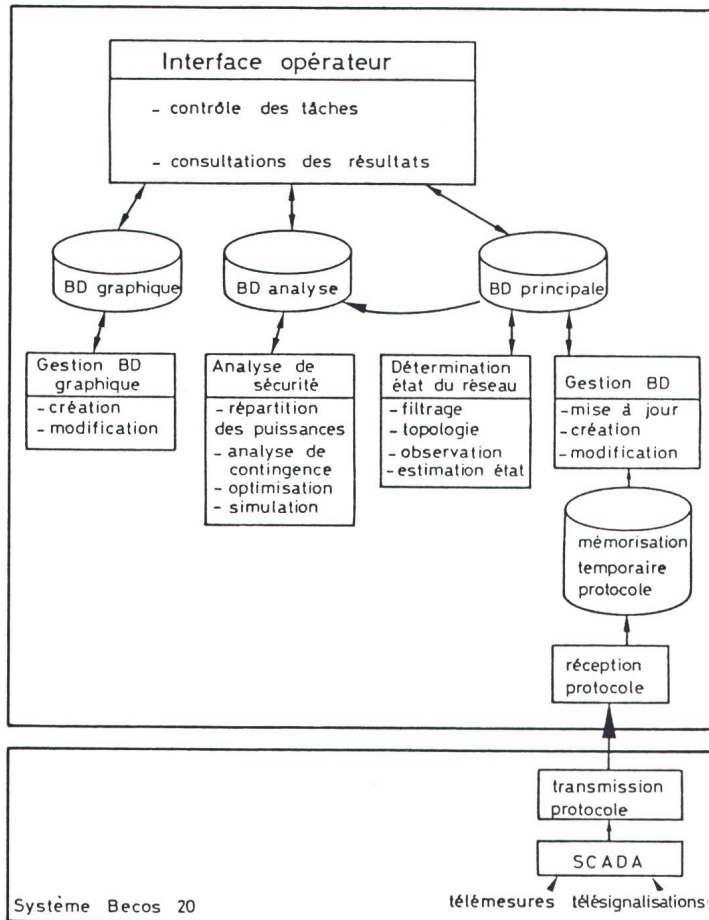 Interface opérateur
- contrôle des tâches
- consultations des résultats
BD graphique
BD analyse
BD principale
Gestion BD
graphique
- création
- modification
Analyse de
sécurité
- répartition
des puissances
- analyse de
contingence
- optimisation
- simulation
Détermination
état du réseau
- filtrage
- topologie
- observation
- estimation état
Gestion BD
- mise à jour
- création
- modification
mémorisation
temporaire
protocole
réception
protocole
transmission
protocole
SCADA
télémesures télésignalisations
Système Becos 20